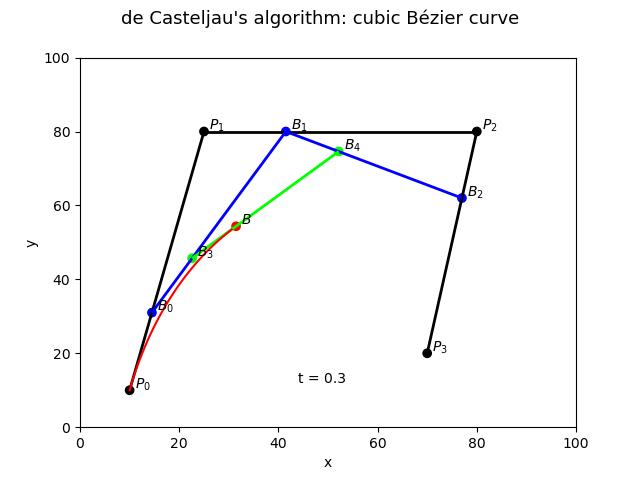 de Casteljau's algorithm: cubic Bézier curve
100
80
60
40
20
0
y
P₁
B₁
P₂
B₄
B₂
B
B₃
B₀
P₃
P₀
t = 0.3
0 20 40 60 80 100
x